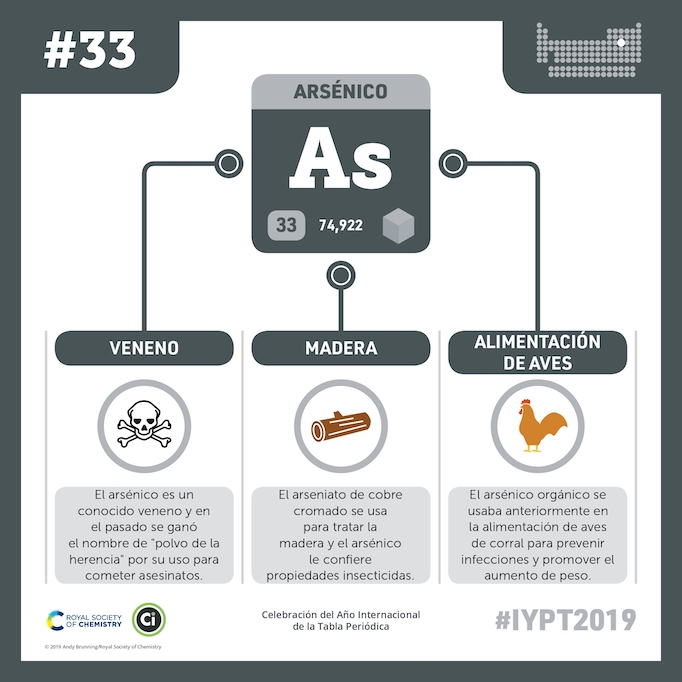 #33
ARSÉNICO
As
33 74,922
VENENO
El arsénico es un
conocido veneno y en
el pasado se ganó
el nombre de "polvo de la
herencia" por su uso para
cometer asesinatos.
MADERA
El arseniato de cobre
cromado se usa
para tratar la
madera y el arsénico
le confiere
propiedades insecticidas.
ALIMENTACIÓN
DE AVES
El arsénico orgánico se
usaba anteriormente en
la alimentación de aves
de corral para prevenir
infecciones y promover el
aumento de peso.
ROYAL SOCIETY
OF CHEMISTRY
Ci
Celebración del Año Internacional
de la Tabla Periódica
#IYPT2019
© 2019 Andy Brunning/Royal Society of Chemistry